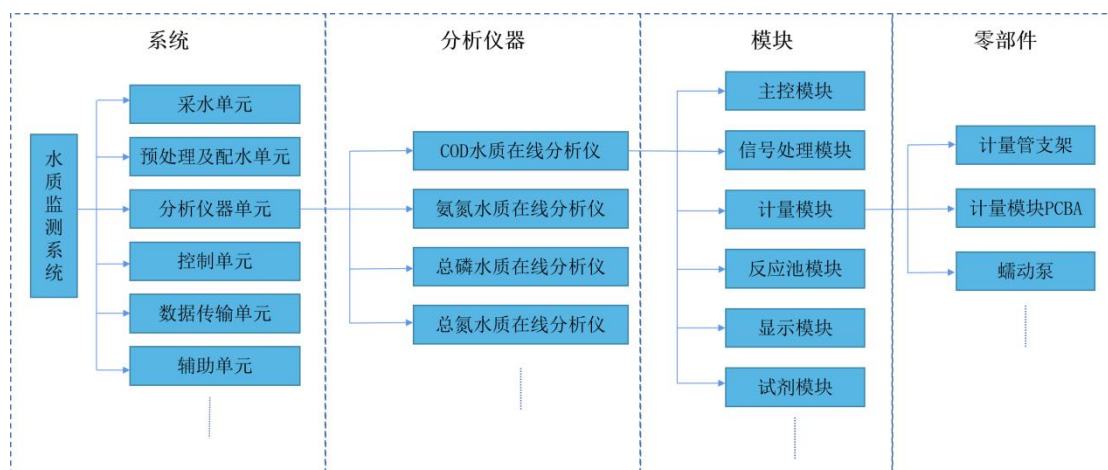 系统
水质监测系统
采水单元
预处理及配水单元
分析仪器单元
控制单元
数据传输单元
辅助单元
分析仪器
COD水质在线分析仪
氨氮水质在线分析仪
总磷水质在线分析仪
总氮水质在线分析仪
模块
主控模块
信号处理模块
计量模块
反应池模块
显示模块
试剂模块
零部件
计量管支架
计量模块PCBA
蠕动泵